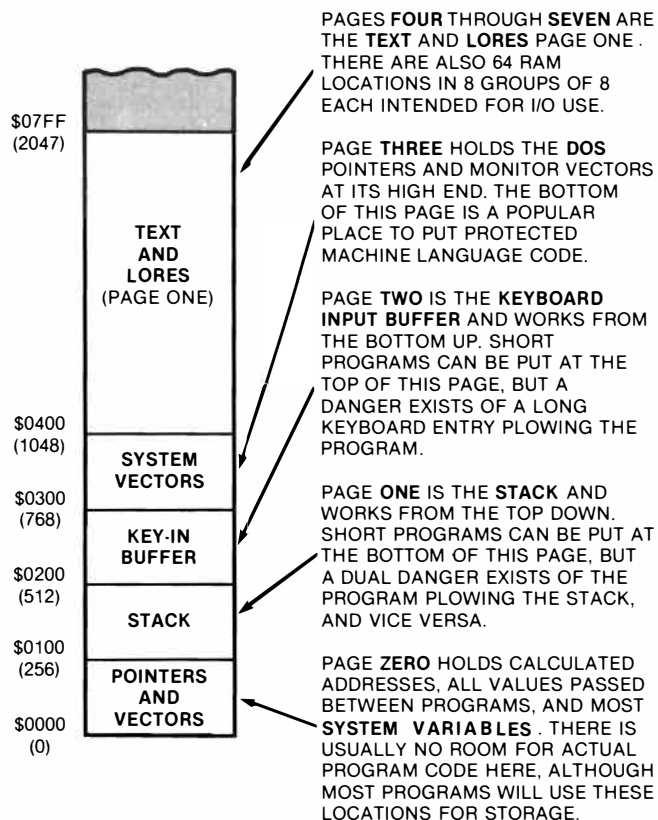 PAGES FOUR THROUGH SEVEN ARE
THE TEXT AND LORES PAGE ONE .
THERE ARE ALSO 64 RAM
LOCATIONS IN 8 GROUPS OF 8
EACH INTENDED FOR I/O USE.
PAGE THREE HOLDS THE DOS
POINTERS AND MONITOR VECTORS
AT ITS HIGH END. THE BOTTOM
OF THIS PAGE IS A POPULAR
PLACE TO PUT PROTECTED
MACHINE LANGUAGE CODE.
PAGE TWO IS THE KEYBOARD
INPUT BUFFER AND WORKS FROM
THE BOTTOM UP. SHORT
PROGRAMS CAN BE PUT AT THE
TOP OF THIS PAGE, BUT A
DANGER EXISTS OF A LONG
KEYBOARD ENTRY PLOWING THE
PROGRAM.
PAGE ONE IS THE STACK AND
WORKS FROM THE TOP DOWN.
SHORT PROGRAMS CAN BE PUT AT
THE BOTTOM OF THIS PAGE, BUT
A DUAL DANGER EXISTS OF THE
PROGRAM PLOWING THE STACK,
AND VICE VERSA.
PAGE ZERO HOLDS CALCULATED
ADDRESSES, ALL VALUES PASSED
BETWEEN PROGRAMS, AND MOST
SYSTEM VARIABLES . THERE IS
USUALLY NO ROOM FOR ACTUAL
PROGRAM CODE HERE, ALTHOUGH
MOST PROGRAMS WILL USE THESE
LOCATIONS FOR STORAGE.
$07FF
(2047)
TEXT
AND
LORES
(PAGE ONE)
$0400
(1048)
SYSTEM
VECTORS
$0300
(768)
KEY-IN
BUFFER
$0200
(512)
STACK
$0100
(256)
POINTERS
AND
VECTORS
$0000
(0)